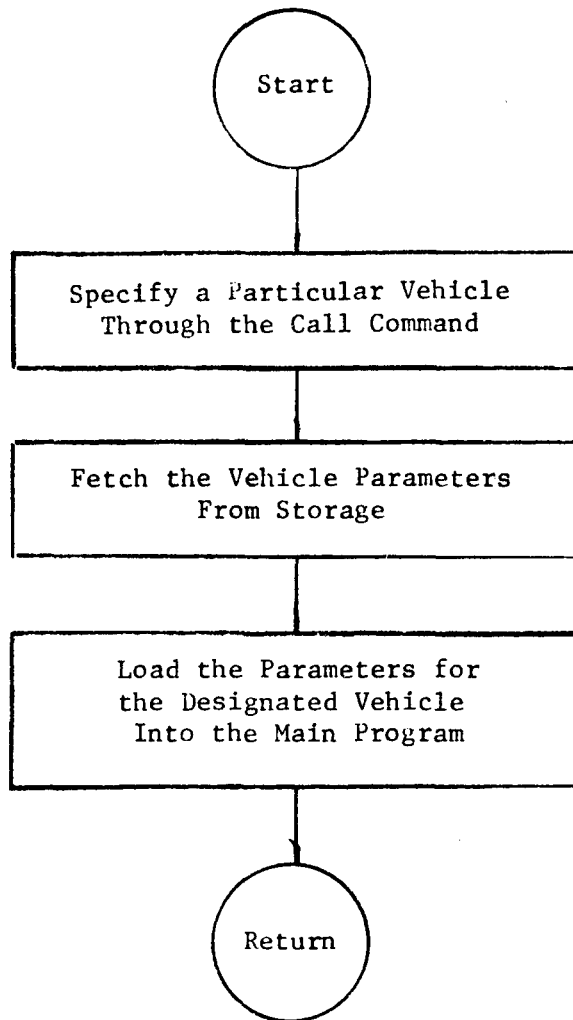 Start
Specify a Particular Vehicle
Through the Call Command
Fetch the Vehicle Parameters
From Storage
Load the Parameters for
the Designated Vehicle
Into the Main Program
Return